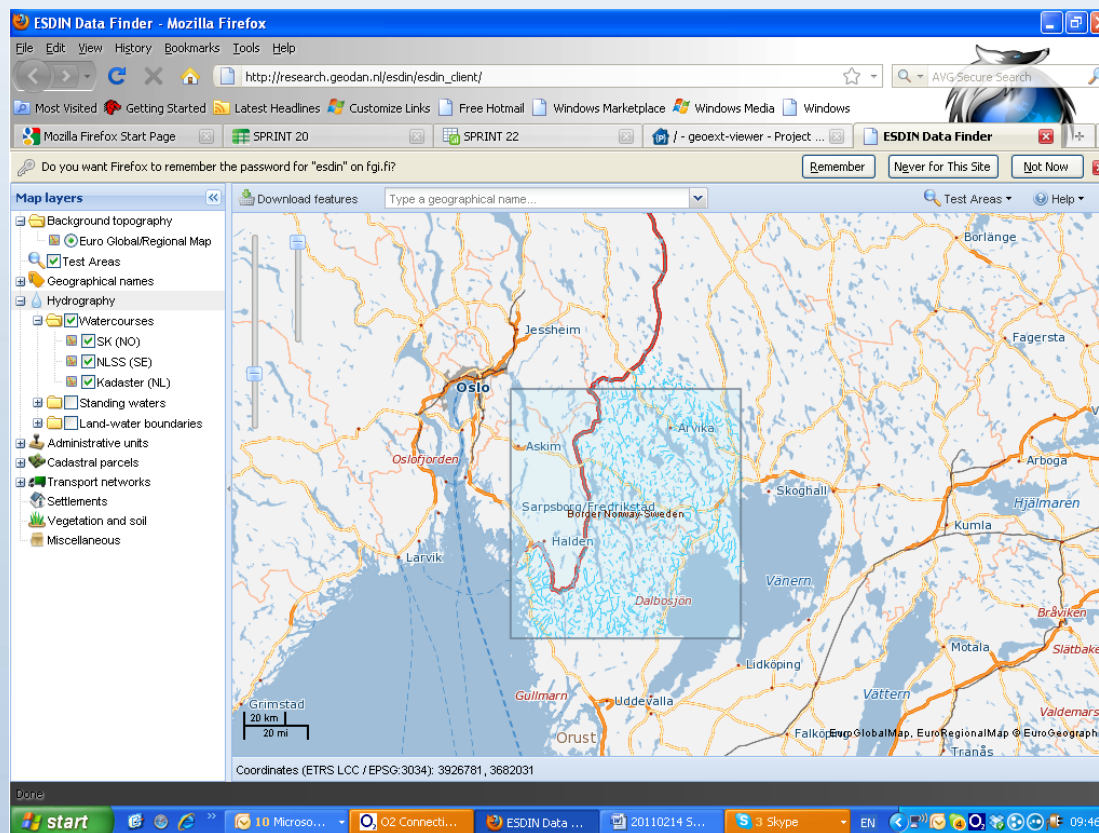 ESDIN Data Finder - Mozilla Firefox
File Edit View History Bookmarks Tools Help
http://research.geodan.nl/esdin/esdin_client/
AVG Secure Search
Most Visited Getting Started Latest Headlines Customize Links Free Hotmail Windows Marketplace Windows Media Windows
Mozilla Firefox Start Page SPRINT 20 SPRINT 22 / - geoext-viewer - Project ... ESDIN Data Finder
Do you want Firefox to remember the password for "esdin" on fgi.fi? Remember Never for This Site Not Now
Map layers
Download features Type a geographical name... Test Areas Help
Background topography
Euro Global/Regional Map
Test Areas
Geographical names
Hydrography
Watercourses
SK (NO)
NLSS (SE)
Kadaster (NL)
Standing waters
Land-water boundaries
Administrative units
Cadastral parcels
Transport networks
Settlements
Vegetation and soil
Miscellaneous
Borlänge
Jessheim
Fagersta
Oslo
Arvika
Askim
Oslofjorden
Arboga
Skoghall
Hjälmaren
Sarpsborg/Fredrikstad
Border Norway-Sweden
Kumla
Halden
Larvik
Vänern
Dalbosjön
Bråviken
Motala
Slätbake
Lidköping
Gullmarn
Uddevalla
Vättern
Grimstad
Valdemars
20 km
20 mi
Orust
Falköp
EuroGlobalMap, EuroRegionalMap © EuroGeograph
Tranås
Coordinates (ETRS LCC / EPSG:3034): 3926781, 3682031
Done
start 10 Microso... O2 Connecti... ESDIN Data ... 20110214 S... 3 Skype EN 09:46